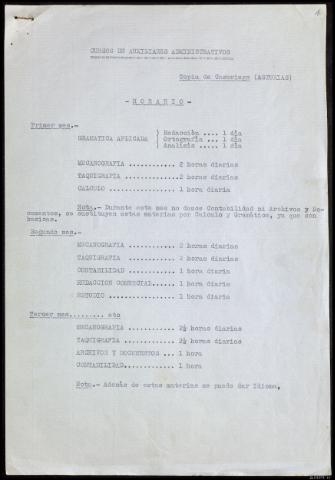 CURSOS DE AUXILIARES ADMINISTRATIVOS
Copia de (ASTURIAS)
- HORARIO -
Primer mes.-
GRAMATICA APLICADA
) Redacción .... 1 día
) Ortografía ... 1 día
) Analisis ..... 1 día
MECANOGRAFIA ............ 2 horas diarias
TAQUIGRAFIA ............. 2 horas diarias
CALCULO ................. 1 hora diaria
Nota.- Durante este mes no damos Contabilidad ni Archivos y Do-
cumentos, se sustituyen estas materias por Calculo y Gramática, ya que son
basicas.
Segundo mes.-
MECANOGRAFIA ............ 2 horas diarias
TAQUIGRAFIA ............. 2 horas diarias
CONTABILIDAD ............ 1 hora diaria
REDACCION COMERCIAL...... 1 hora diaria
ESTUDIO ................. 1 hora diaria
Tercer mes......... etc
MECANOGRAFIA ............ 2½ horas diarias
TAQUIGRAFIA ............. 2½ horas diarias
ARCHIVOS Y DOCUMENTOS ... 1 hora
CONTABILIDAD............. 1 hora
Nota.- Además de estas materias se puede dar Idioma.